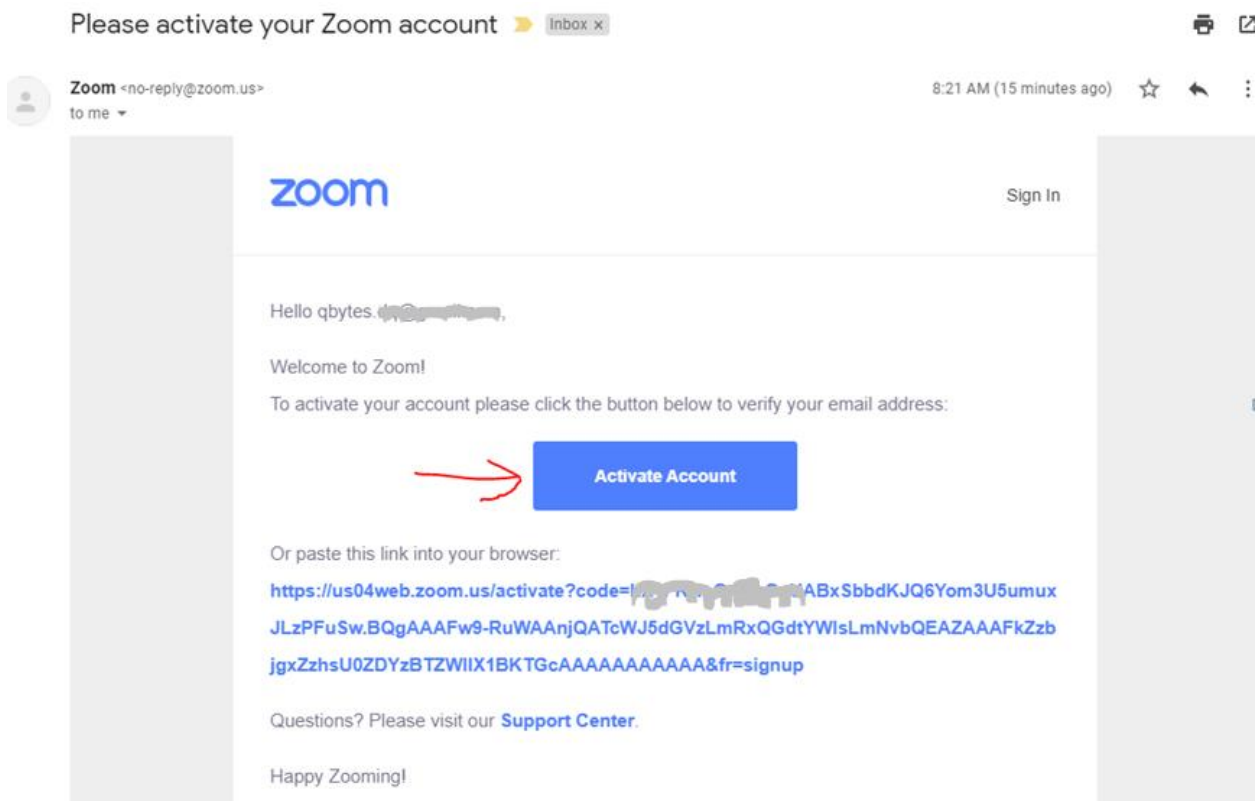 Please activate your Zoom account Inbox x
Zoom <no-reply@zoom.us>
8:21 AM (15 minutes ago)
to me
zoom
Sign In
Hello qbytes.
Welcome to Zoom!
To activate your account please click the button below to verify your email address:
Activate Account
Or paste this link into your browser:
https://us04web.zoom.us/activate?code= ABxSbbdKJQ6Yom3U5umux
JLzPFuSw.BQgAAAFw9-RuWAAnjQATcWJ5dGVzLmRxQGdtYWlsLmNvbQEAZAAAFkZzb
jgxZzhsU0ZDYzBTZWlIX1BKTGcAAAAAAAAAAA&fr=signup
Questions? Please visit our Support Center.
Happy Zooming!